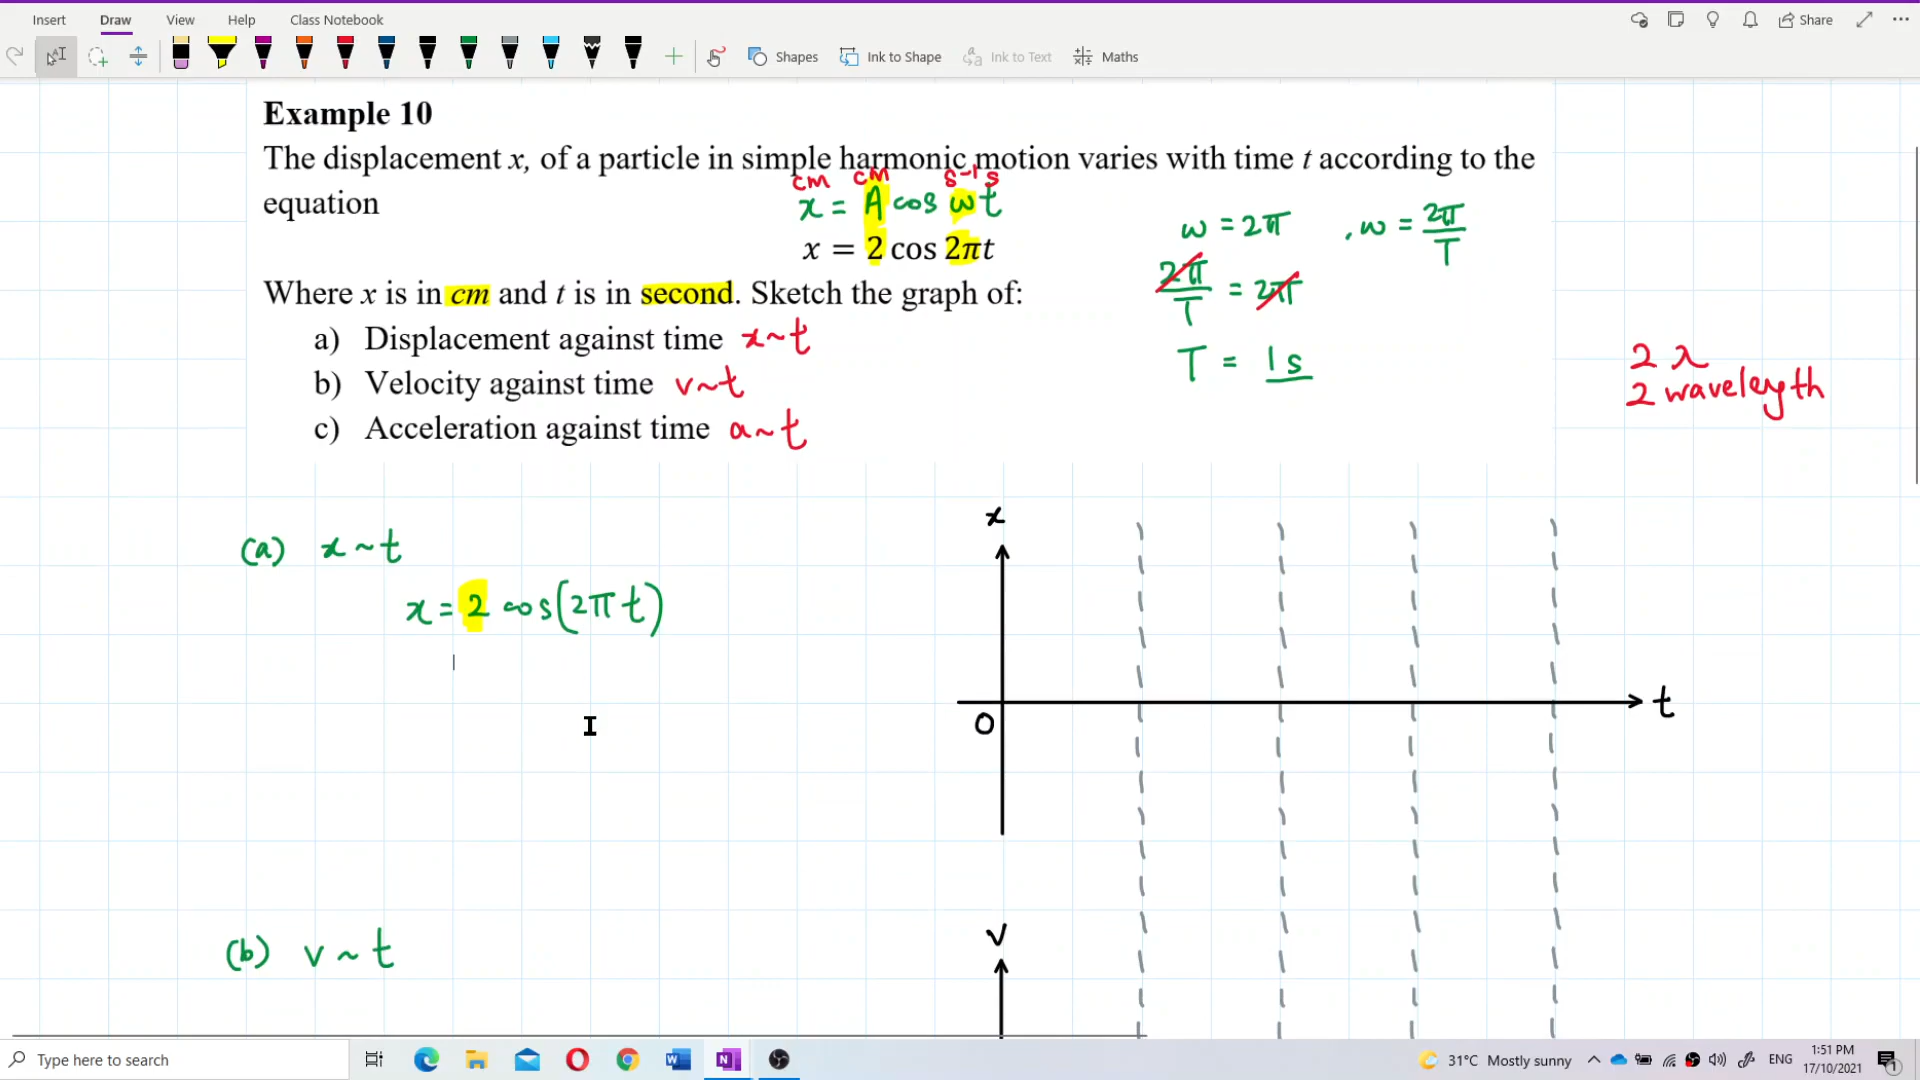 Insert Draw View Help Class Notebook Share
Shapes Ink to Shape Ink to Text Maths
Example 10
The displacement x, of a particle in simple harmonic motion varies with time t according to the
equation
cm cm s⁻¹ s
x = A cos ωt
x = 2 cos 2πt
ω = 2π , ω = 2π/T
2π/T = 2π
T = 1s
Where x is in cm and t is in second. Sketch the graph of:
a) Displacement against time x~t
b) Velocity against time v~t
c) Acceleration against time a~t
2 λ
2 wavelength
(a) x~t
x = 2 cos(2πt)
x
O
t
(b) v~t
v
Type here to search
31°C Mostly sunny
ENG
1:51 PM
17/10/2021
1